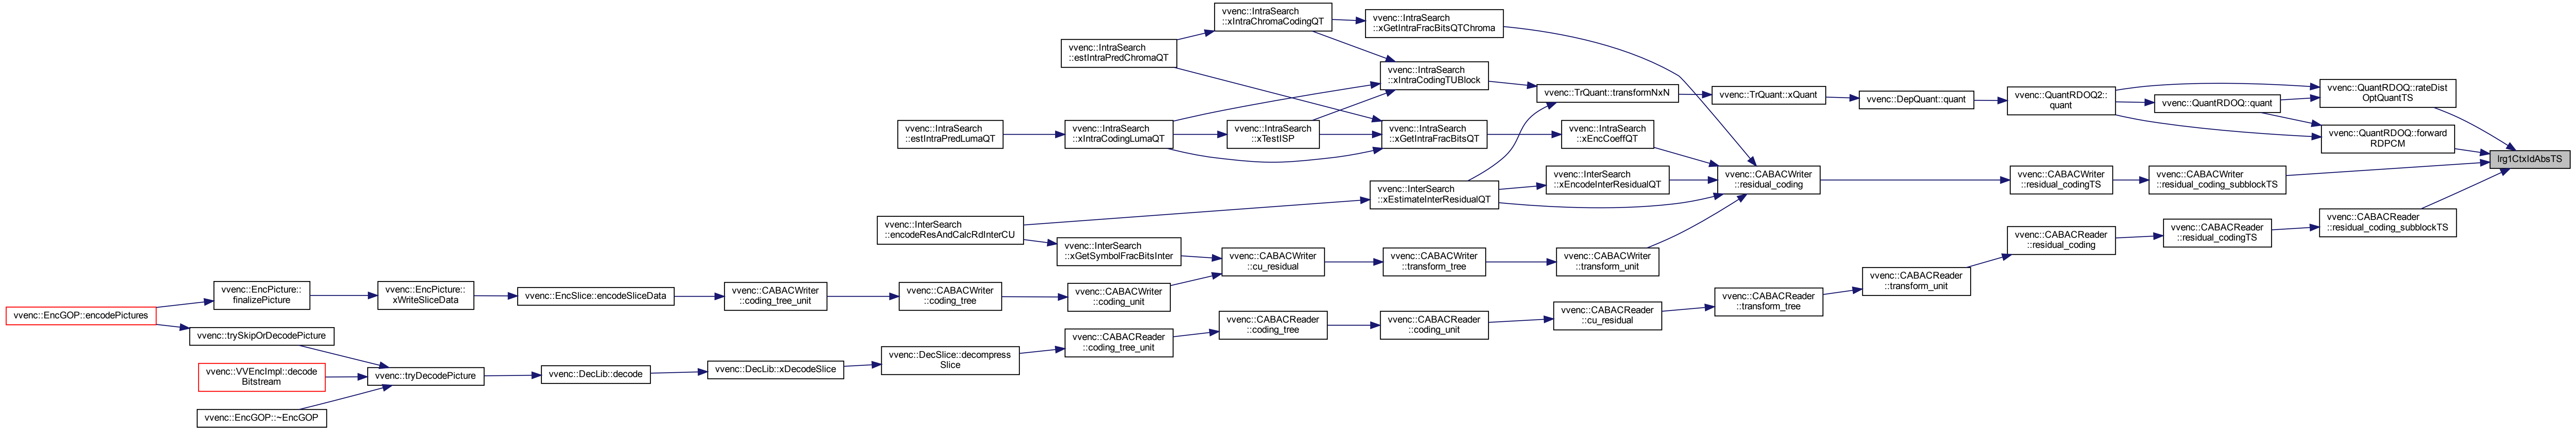 vvenc::IntraSearch
::xIntraChromaCodingQT
vvenc::IntraSearch
::xGetIntraFracBitsQTChroma
vvenc::IntraSearch
::estIntraPredChromaQT
vvenc::IntraSearch
::xIntraCodingTUBlock
vvenc::TrQuant::transformNxN
vvenc::TrQuant::xQuant
vvenc::DepQuant::quant
vvenc::QuantRDOQ2::
quant
vvenc::QuantRDOQ::quant
vvenc::QuantRDOQ::rateDist
OptQuantTS
vvenc::IntraSearch
::estIntraPredLumaQT
vvenc::IntraSearch
::xIntraCodingLumaQT
vvenc::IntraSearch
::xTestISP
vvenc::IntraSearch
::xGetIntraFracBitsQT
vvenc::IntraSearch
::xEncCoeffQT
vvenc::QuantRDOQ::forward
RDPCM
lrg1CtxIdAbsTS
vvenc::InterSearch
::xEstimateInterResidualQT
vvenc::InterSearch
::xEncodeInterResidualQT
vvenc::CABACWriter
::residual_coding
vvenc::CABACWriter
::residual_codingTS
vvenc::CABACWriter
::residual_coding_subblockTS
vvenc::InterSearch
::encodeResAndCalcRdInterCU
vvenc::InterSearch
::xGetSymbolFracBitsInter
vvenc::CABACWriter
::cu_residual
vvenc::CABACWriter
::transform_tree
vvenc::CABACWriter
::transform_unit
vvenc::CABACReader
::residual_coding
vvenc::CABACReader
::residual_codingTS
vvenc::CABACReader
::residual_coding_subblockTS
vvenc::EncGOP::encodePictures
vvenc::EncPicture::
finalizePicture
vvenc::EncPicture::
xWriteSliceData
vvenc::EncSlice::encodeSliceData
vvenc::CABACWriter
::coding_tree_unit
vvenc::CABACWriter
::coding_tree
vvenc::CABACWriter
::coding_unit
vvenc::CABACReader
::transform_unit
vvenc::trySkipOrDecodePicture
vvenc::CABACReader
::coding_tree_unit
vvenc::CABACReader
::coding_tree
vvenc::CABACReader
::coding_unit
vvenc::CABACReader
::cu_residual
vvenc::CABACReader
::transform_tree
vvenc::VVEncImpl::decode
Bitstream
vvenc::tryDecodePicture
vvenc::DecLib::decode
vvenc::DecLib::xDecodeSlice
vvenc::DecSlice::decompress
Slice
vvenc::EncGOP::~EncGOP